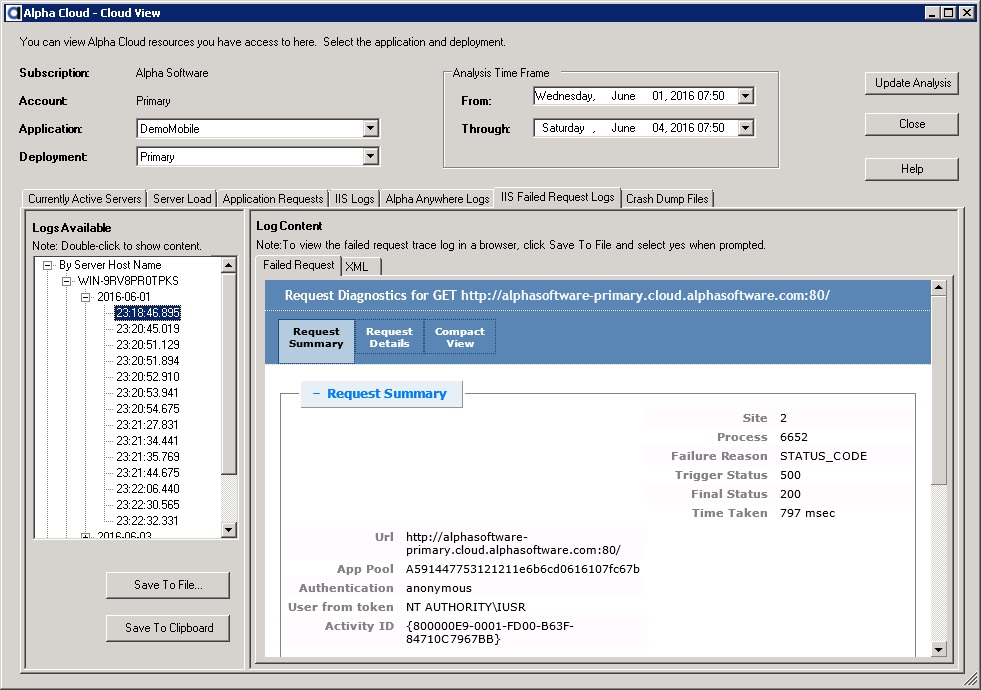 Alpha Cloud - Cloud View
You can view Alpha Cloud resources you have access to here. Select the application and deployment.
Subscription: Alpha Software
Account: Primary
Application: DemoMobile
Deployment: Primary
Analysis Time Frame
From: Wednesday, June 01, 2016 07:50
Through: Saturday , June 04, 2016 07:50
Update Analysis
Close
Help
Currently Active Servers Server Load Application Requests IIS Logs Alpha Anywhere Logs IIS Failed Request Logs Crash Dump Files
Logs Available
Note: Double-click to show content.
By Server Host Name
WIN-9RV8PR0TPKS
2016-06-01
23:18:46.895
23:20:45.019
23:20:51.129
23:20:51.894
23:20:52.910
23:20:53.941
23:20:54.675
23:21:27.831
23:21:34.441
23:21:35.769
23:21:44.675
23:22:06.440
23:22:30.565
23:22:32.331
2016-06-03
Save To File...
Save To Clipboard
Log Content
Note:To view the failed request trace log in a browser, click Save To File and select yes when prompted.
Failed Request XML
Request Diagnostics for GET http://alphasoftware-primary.cloud.alphasoftware.com:80/
Request Summary
Request Details
Compact View
− Request Summary
Site 2
Process 6652
Failure Reason STATUS_CODE
Trigger Status 500
Final Status 200
Time Taken 797 msec
Url http://alphasoftware-
primary.cloud.alphasoftware.com:80/
App Pool A591447753121211e6b6cd0616107fc67b
Authentication anonymous
User from token NT AUTHORITY\IUSR
Activity ID {800000E9-0001-FD00-B63F-
84710C7967BB}